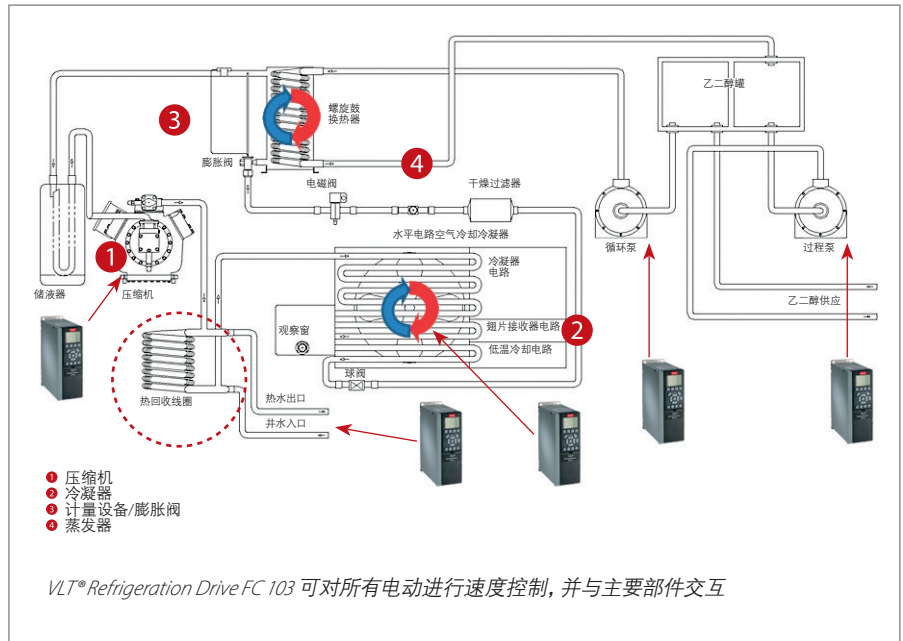 乙二醇罐
螺旋鼓
换热器
3
膨胀阀
4
电磁阀
干燥过滤器
水平电路空气冷却冷凝器
循环泵
过程泵
1
冷凝器
电路
储液器
压缩机
乙二醇供应
观察窗
翅片接收器电路
2
低温冷却电路
球阀
热回收线圈
热水出口
井水入口
1 压缩机
2 冷凝器
3 计量设备/膨胀阀
4 蒸发器
VLT® Refrigeration Drive FC 103 可对所有电动进行速度控制,并与主要部件交互